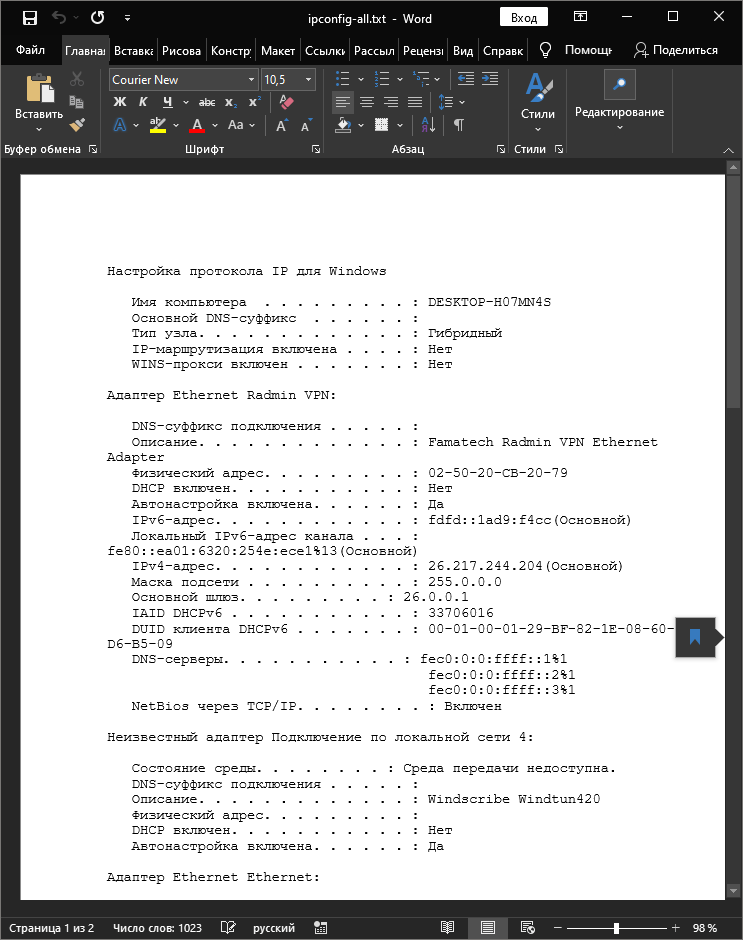 ipconfig-all.txt - Word
Вход
Файл Главная Вставка Рисова Констру Макет Ссылки Рассыл Рецензи Вид Справк Помощь Поделиться
Courier New 10,5
Вставить
Ж К Ч abc x₂ x²
Aa
Стили
Редактирование
Буфер обмена Шрифт Абзац Стили
Настройка протокола IP для Windows
Имя компьютера . . . . . . . . . : DESKTOP-H07MN4S
Основной DNS-суффикс . . . . . . :
Тип узла. . . . . . . . . . . . . : Гибридный
IP-маршрутизация включена . . . . : Нет
WINS-прокси включен . . . . . . . : Нет
Адаптер Ethernet Radmin VPN:
DNS-суффикс подключения . . . . . :
Описание. . . . . . . . . . . . . : Famatech Radmin VPN Ethernet
Adapter
Физический адрес. . . . . . . . . : 02-50-20-CB-20-79
DHCP включен. . . . . . . . . . . : Нет
Автонастройка включена. . . . . . : Да
IPv6-адрес. . . . . . . . . . . . : fdfd::1ad9:f4cc(Основной)
Локальный IPv6-адрес канала . . . :
fe80::ea01:6320:254e:ece1%13(Основной)
IPv4-адрес. . . . . . . . . . . . : 26.217.244.204(Основной)
Маска подсети . . . . . . . . . . : 255.0.0.0
Основной шлюз. . . . . . . . . : 26.0.0.1
IAID DHCPv6 . . . . . . . . . . . : 33706016
DUID клиента DHCPv6 . . . . . . . : 00-01-00-01-29-BF-82-1E-08-60-
D6-B5-09
DNS-серверы. . . . . . . . . . . : fec0:0:0:ffff::1%1
fec0:0:0:ffff::2%1
fec0:0:0:ffff::3%1
NetBios через TCP/IP. . . . . . . . : Включен
Неизвестный адаптер Подключение по локальной сети 4:
Состояние среды. . . . . . . . : Среда передачи недоступна.
DNS-суффикс подключения . . . . . :
Описание. . . . . . . . . . . . . : Windscribe Windtun420
Физический адрес. . . . . . . . . :
DHCP включен. . . . . . . . . . . : Нет
Автонастройка включена. . . . . . : Да
Адаптер Ethernet Ethernet:
Страница 1 из 2 Число слов: 1023 русский 98 %